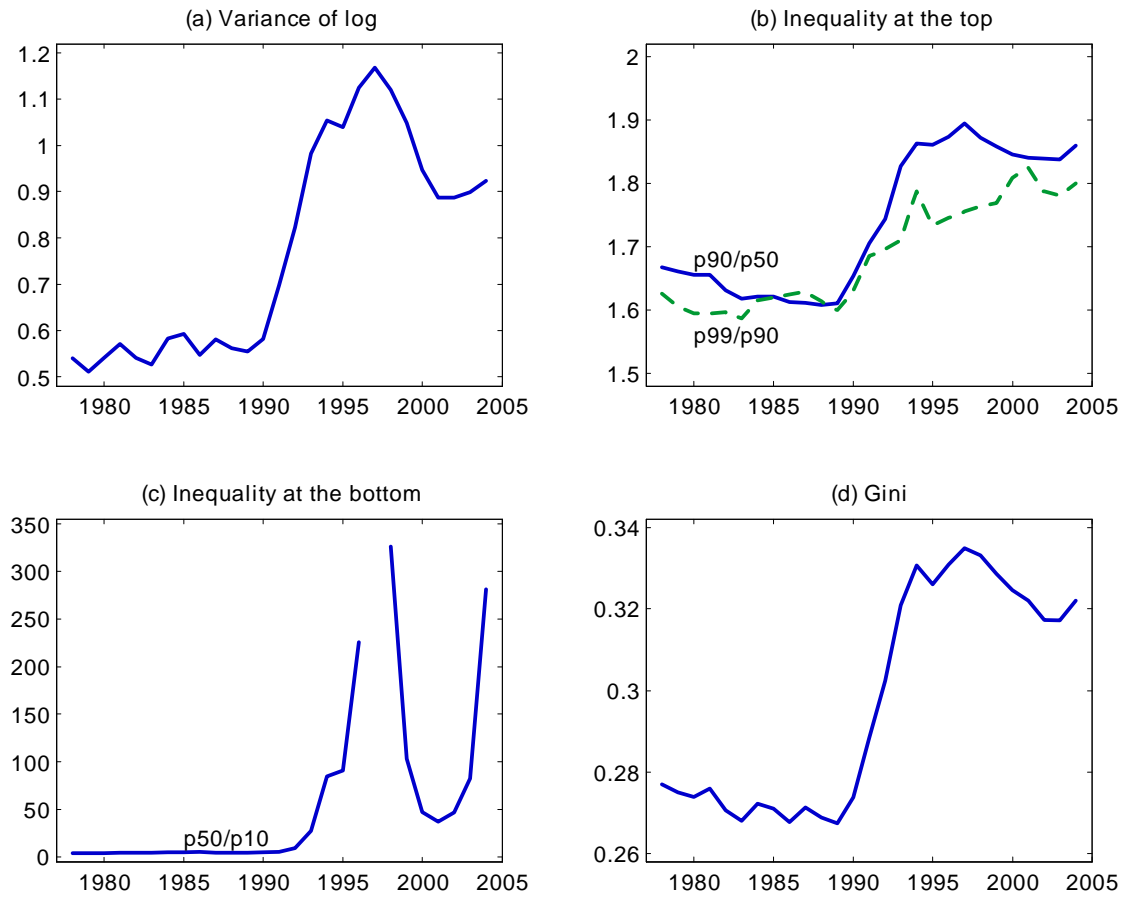 (a) Variance of log
1.2
1.1
1
0.9
0.8
0.7
0.6
0.5
1980 1985 1990 1995 2000 2005
(b) Inequality at the top
2
1.9
1.8
1.7
1.6
1.5
p90/p50
p99/p90
1980 1985 1990 1995 2000 2005
(c) Inequality at the bottom
350
300
250
200
150
100
50
0
p50/p10
1980 1985 1990 1995 2000 2005
(d) Gini
0.34
0.32
0.3
0.28
0.26
1980 1985 1990 1995 2000 2005